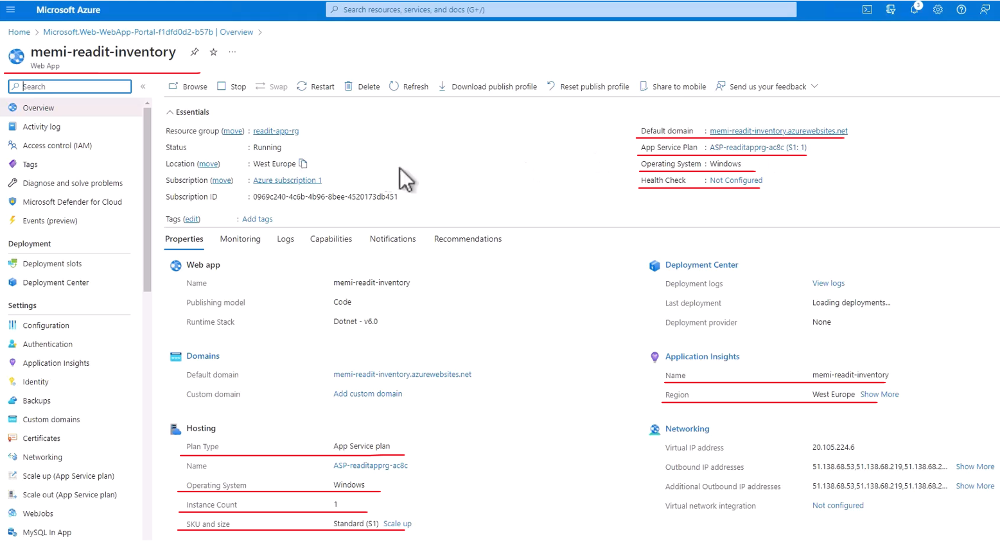 Microsoft Azure
Search resources, services, and docs (G+/)
3
Home > Microsoft.Web-WebApp-Portal-f1dfd0d2-b57b | Overview >
memi-readit-inventory
Web App
Search
Browse Stop Swap Restart Delete Refresh Download publish profile Reset publish profile Share to mobile Send us your feedback
Overview
Activity log
Access control (IAM)
Tags
Diagnose and solve problems
Microsoft Defender for Cloud
Events (preview)
Deployment
Deployment slots
Deployment Center
Settings
Configuration
Authentication
Application Insights
Identity
Backups
Custom domains
Certificates
Networking
Scale up (App Service plan)
Scale out (App Service plan)
WebJobs
MySQL In App
Essentials
Resource group (move) : readit-app-rg
Status : Running
Location (move) : West Europe
Subscription (move) : Azure subscription 1
Subscription ID : 0969c240-4c6b-4b96-8bee-4520173db451
Tags (edit) : Add tags
Default domain : memi-readit-inventory.azurewebsites.net
App Service Plan : ASP-readitapprg-ac8c (S1: 1)
Operating System : Windows
Health Check : Not Configured
Properties Monitoring Logs Capabilities Notifications Recommendations
Web app
Name memi-readit-inventory
Publishing model Code
Runtime Stack Dotnet - v6.0
Domains
Default domain memi-readit-inventory.azurewebsites.net
Custom domain Add custom domain
Hosting
Plan Type App Service plan
Name ASP-readitapprg-ac8c
Operating System Windows
Instance Count 1
SKU and size Standard (S1) Scale up
Deployment Center
Deployment logs View logs
Last deployment Loading deployments...
Deployment provider None
Application Insights
Name memi-readit-inventory
Region West Europe Show More
Networking
Virtual IP address 20.105.224.6
Outbound IP addresses 51.138.68.53,51.138.68.219,51.138.68.2... Show More
Additional Outbound IP addresses 51.138.68.53,51.138.68.219,51.138.68.2... Show More
Virtual network integration Not configured